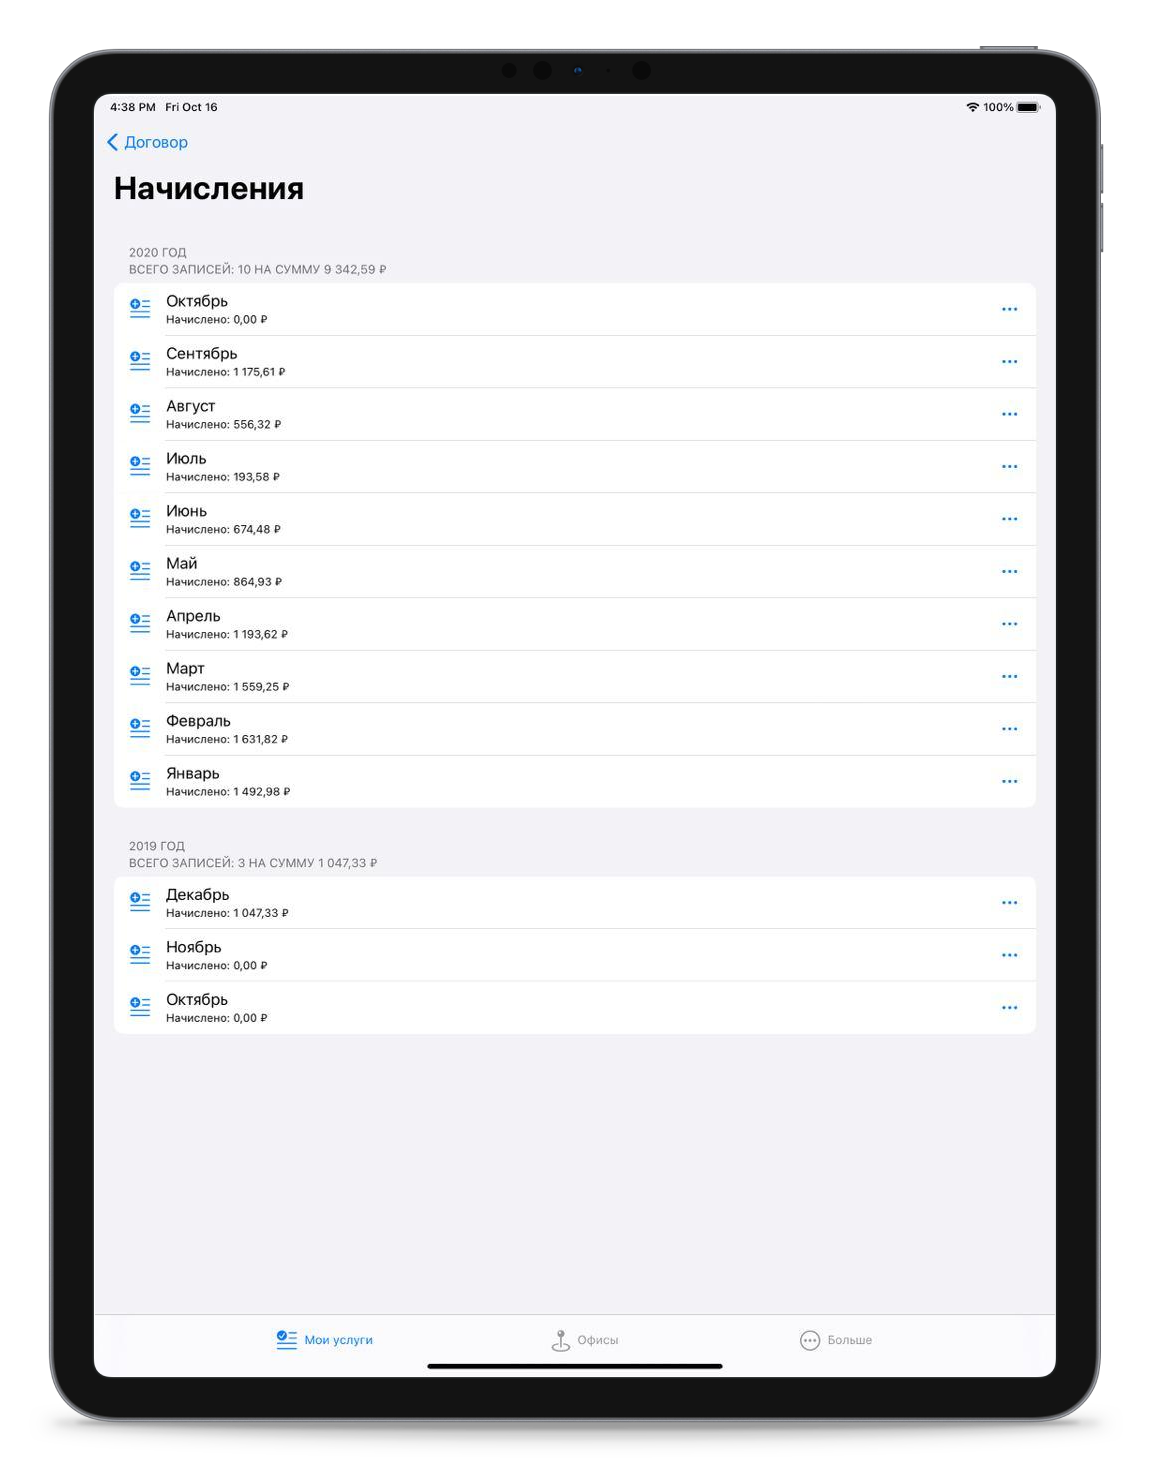 4:38 PM Fri Oct 16
100%
Договор
Начисления
2020 ГОД
ВСЕГО ЗАПИСЕЙ: 10 НА СУММУ 9 342,59 ₽
Октябрь
Начислено: 0,00 ₽
Сентябрь
Начислено: 1 175,61 ₽
Август
Начислено: 556,32 ₽
Июль
Начислено: 193,58 ₽
Июнь
Начислено: 674,48 ₽
Май
Начислено: 864,93 ₽
Апрель
Начислено: 1 193,62 ₽
Март
Начислено: 1 559,25 ₽
Февраль
Начислено: 1 631,82 ₽
Январь
Начислено: 1 492,98 ₽
2019 ГОД
ВСЕГО ЗАПИСЕЙ: 3 НА СУММУ 1 047,33 ₽
Декабрь
Начислено: 1 047,33 ₽
Ноябрь
Начислено: 0,00 ₽
Октябрь
Начислено: 0,00 ₽
Мои услуги
Офисы
Больше